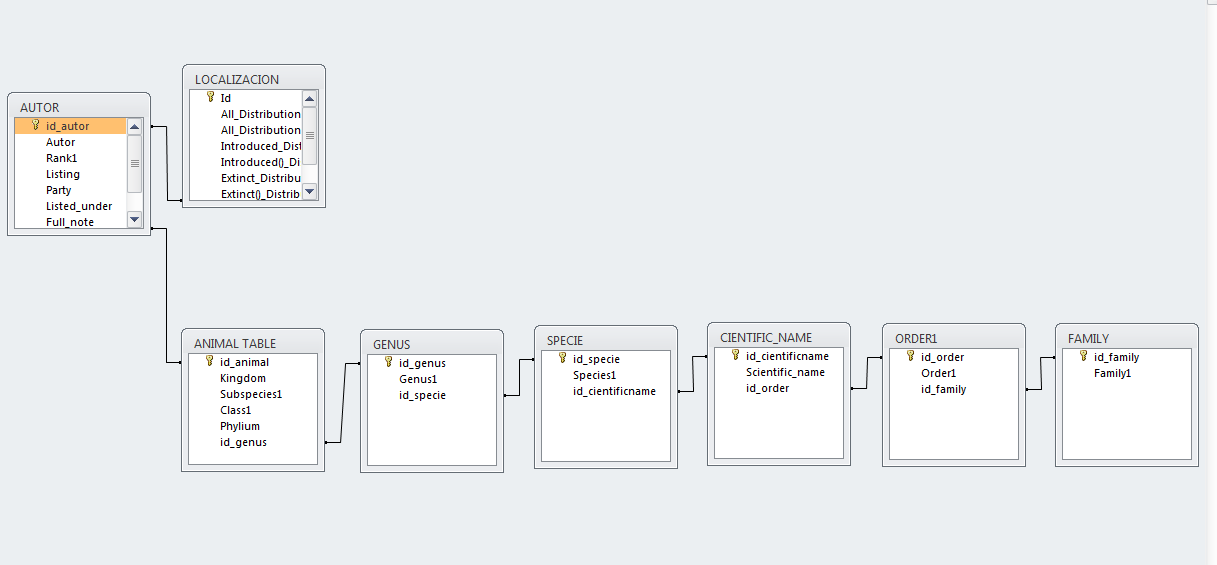 LOCALIZACION
Id
All_Distribution
All_Distribution
Introduced_Dist
Introduced()_Di
Extinct_Distribu
Extinct()_Distrib
AUTOR
id_autor
Autor
Rank1
Listing
Party
Listed_under
Full_note
ANIMAL TABLE
id_animal
Kingdom
Subspecies1
Class1
Phylium
id_genus
GENUS
id_genus
Genus1
id_specie
SPECIE
id_specie
Species1
id_cientificname
CIENTIFIC_NAME
id_cientificname
Scientific_name
id_order
ORDER1
id_order
Order1
id_family
FAMILY
id_family
Family1